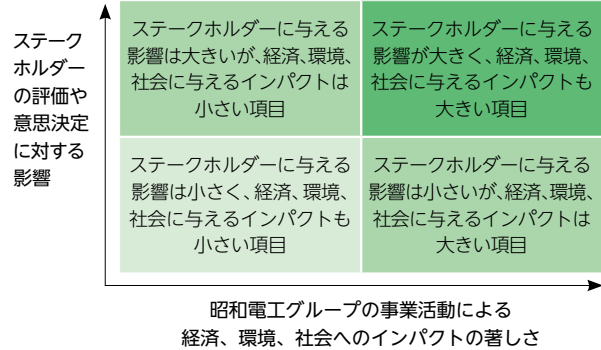 ステーク
ホルダー
の評価や
意思決定
に対する
影響
ステークホルダーに与える
影響は大きいが、経済、環境、
社会に与えるインパクトは
小さい項目
ステークホルダーに与える
影響が大きく、経済、環境、
社会に与えるインパクトも
大きい項目
ステークホルダーに与える
影響は小さく、経済、環境、
社会に与えるインパクトも
小さい項目
ステークホルダーに与える
影響は小さいが、経済、環境、
社会に与えるインパクトは
大きい項目
昭和電工グループの事業活動による
経済、環境、社会へのインパクトの著しさ